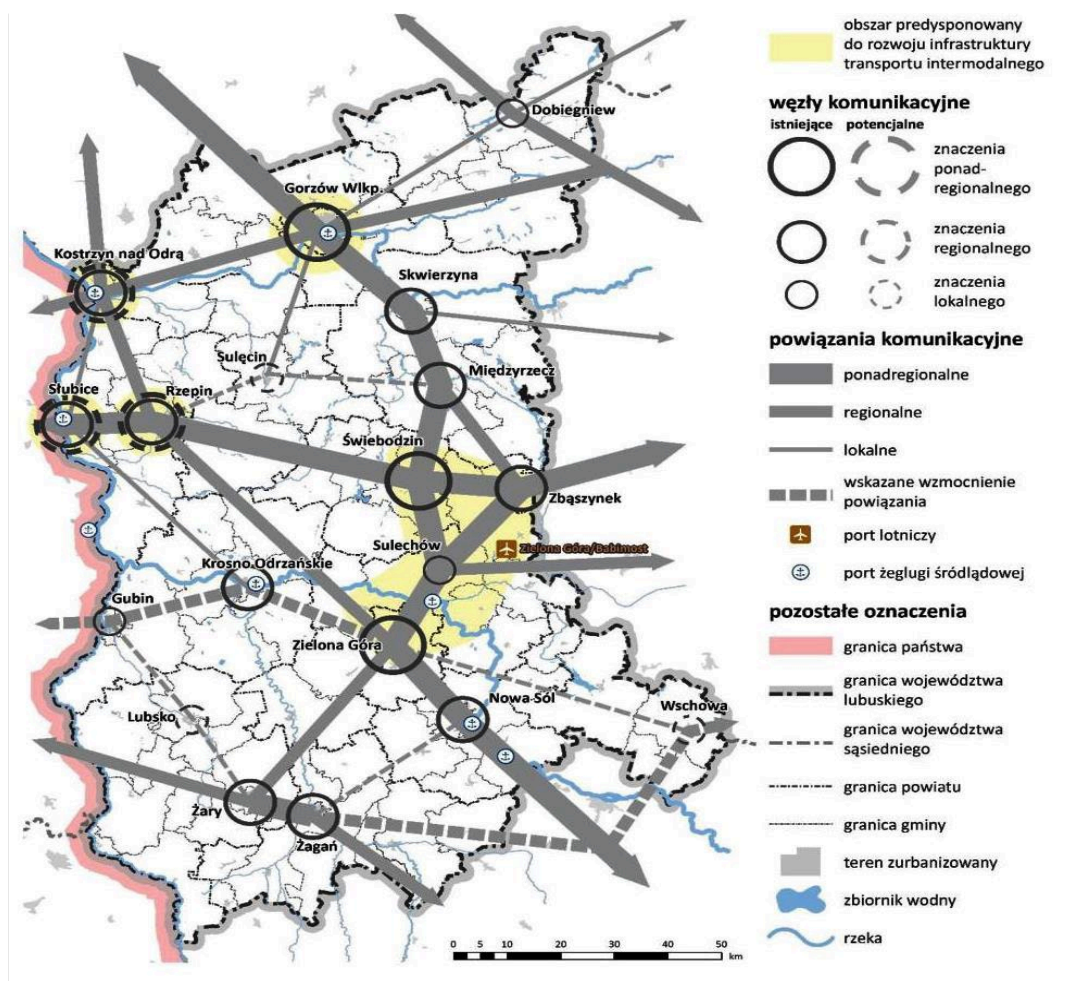 obszar predysponowany
do rozwoju infrastruktury
transportu intermodalnego
węzły komunikacyjne
istniejące potencjalne
znaczenia
ponad-
regionalnego
znaczenia
regionalnego
znaczenia
lokalnego
powiązania komunikacyjne
ponadregionalne
regionalne
lokalne
wskazane wzmocnienie
powiązania
port lotniczy
port żeglugi śródlądowej
pozostałe oznaczenia
granica państwa
granica województwa
lubuskiego
granica województwa
sąsiedniego
granica powiatu
granica gminy
teren zurbanizowany
zbiornik wodny
rzeka
Dobiegniew
Gorzów Wlkp.
Kostrzyn nad Odrą
Skwierzyna
Sulęcin
Międzyrzecz
Słubice
Rzepin
Świebodzin
Zbąszynek
Sulechów
Zielona Góra/Babimost
Krosno Odrzańskie
Gubin
Zielona Góra
Nowa Sól
Wschowa
Lubsko
Żary
Żagań
0 5 10 20 30 40 50
km